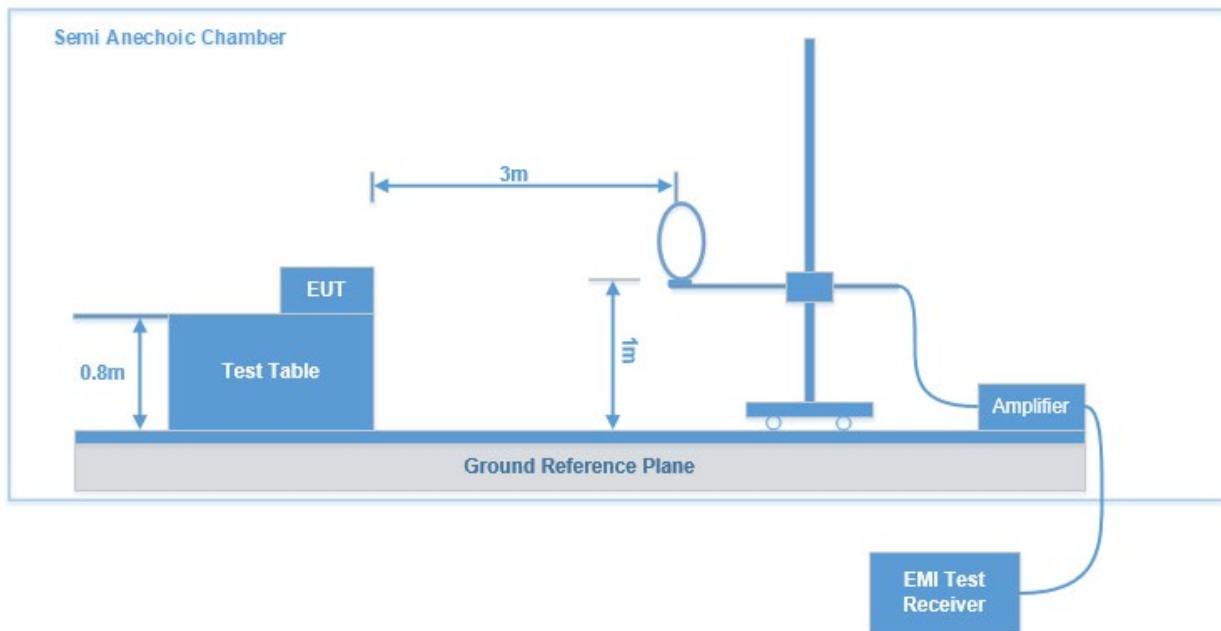 Semi Anechoic Chamber
3m
EUT
0.8m
Test Table
1m
Amplifier
Ground Reference Plane
EMI Test
Receiver